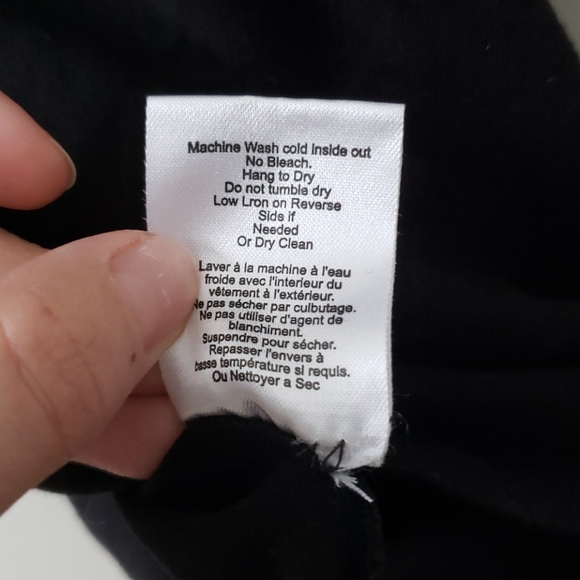 Machine Wash cold Inside out
No Bleach.
Hang to Dry
Do not tumble dry
Low Lron on Reverse
Side if
Needed
Or Dry Clean
Laver à la machine à l'eau
froide avec l'interieur du
vêtement à l'extérieur.
Ne pas sécher par culbutage.
Ne pas utiliser d'agent de
blanchiment.
Suspendre pour sécher.
Repasser l'envers à
basse température si requis.
Ou Nettoyer a Sec